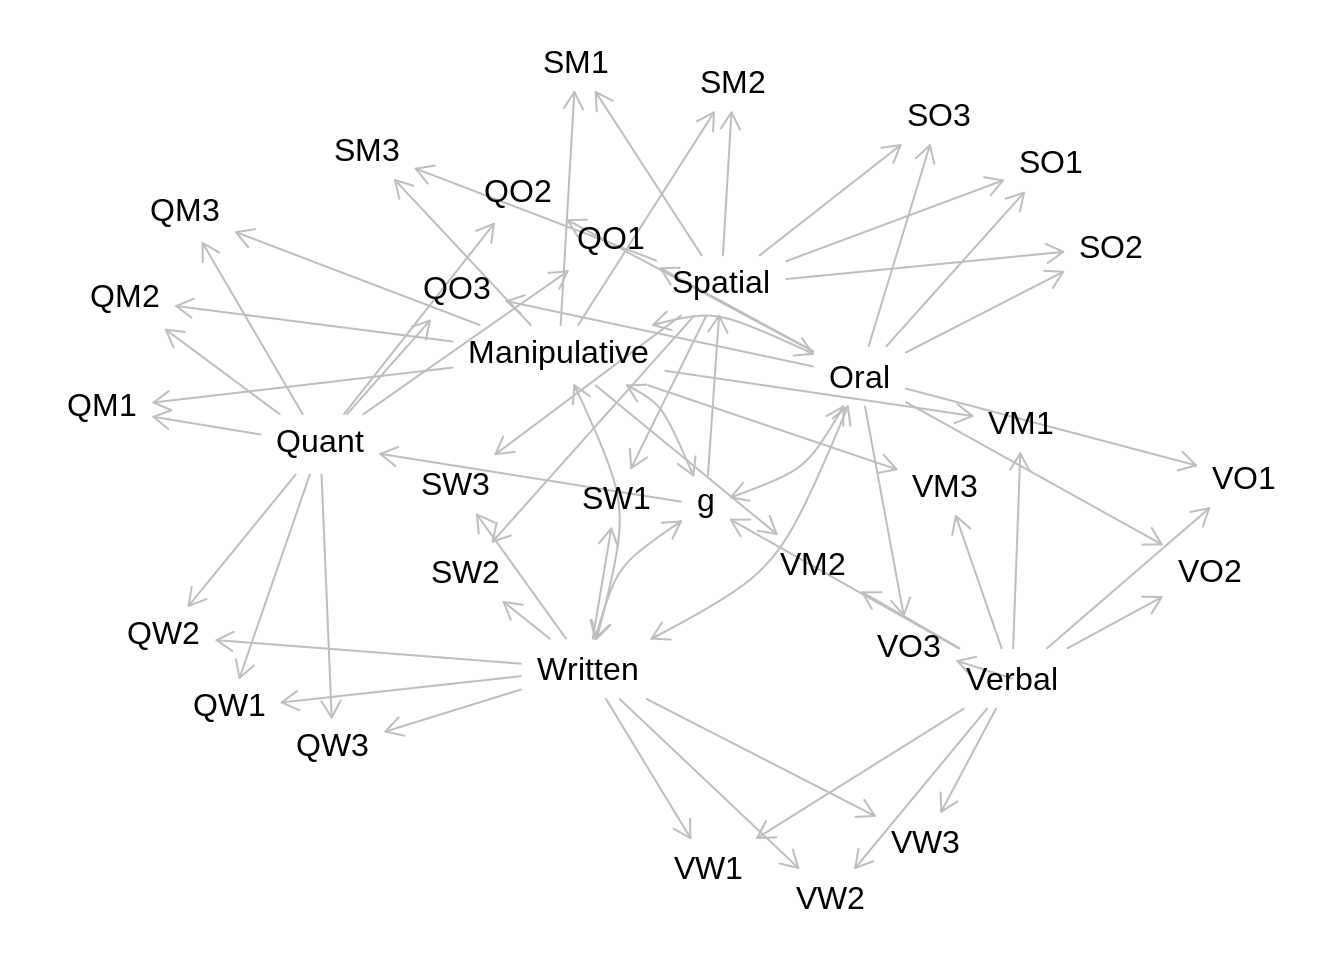 SM1
SM2
SO3
SM3
SO1
QO2
QM3
QO1
SO2
Spatial
QO3
QM2
Manipulative
Oral
QM1
VM1
Quant
VO1
SW3
VM3
SW1
g
VM2
SW2
VO2
QW2
VO3
Written
Verbal
QW1
QW3
VW3
VW1
VW2